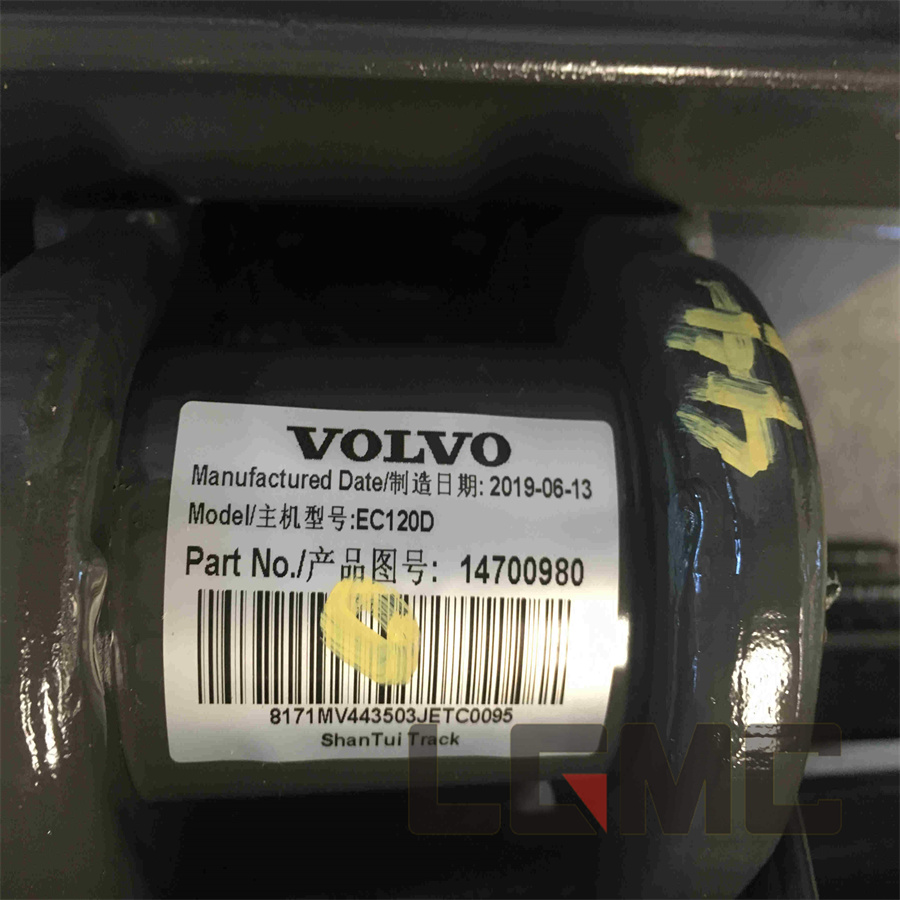 VOLVO
Manufactured Date/制造日期: 2019-06-13
Model/主机型号:EC120D
Part No./产品图号: 14700980
8171MV443503JETC0095
ShanTui Track
LGMC